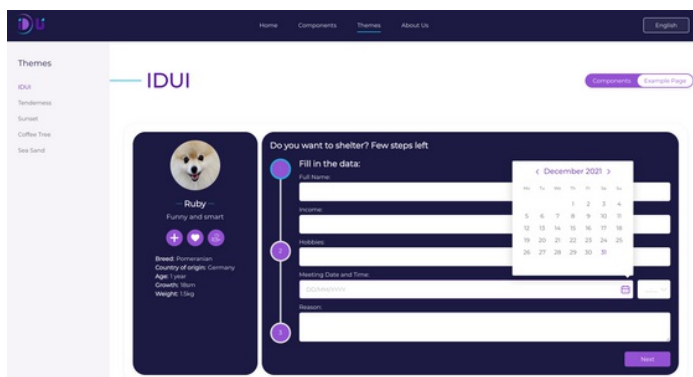 iDU
Home Components Themes About Us
English
Themes
IDUI
Tenderness
Sunset
Coffee Tree
Sea Sand
IDUI
Components Example Page
Ruby
Funny and smart
Breed: Pomeranian
Country of origin: Germany
Age: 1 year
Growth: 18sm
Weight: 1.5kg
Do you want to shelter? Few steps left
Fill in the data:
Full Name:
Income:
Hobbies:
2
Meeting Date and Time:
DD/MM/YYYY
Reason:
3
Next
< December 2021 >
Mo Tu We Th Fr Sa Su
1 2 3 4
5 6 7 8 9 10 11
12 13 14 15 16 17 18
19 20 21 22 23 24 25
26 27 28 29 30 31